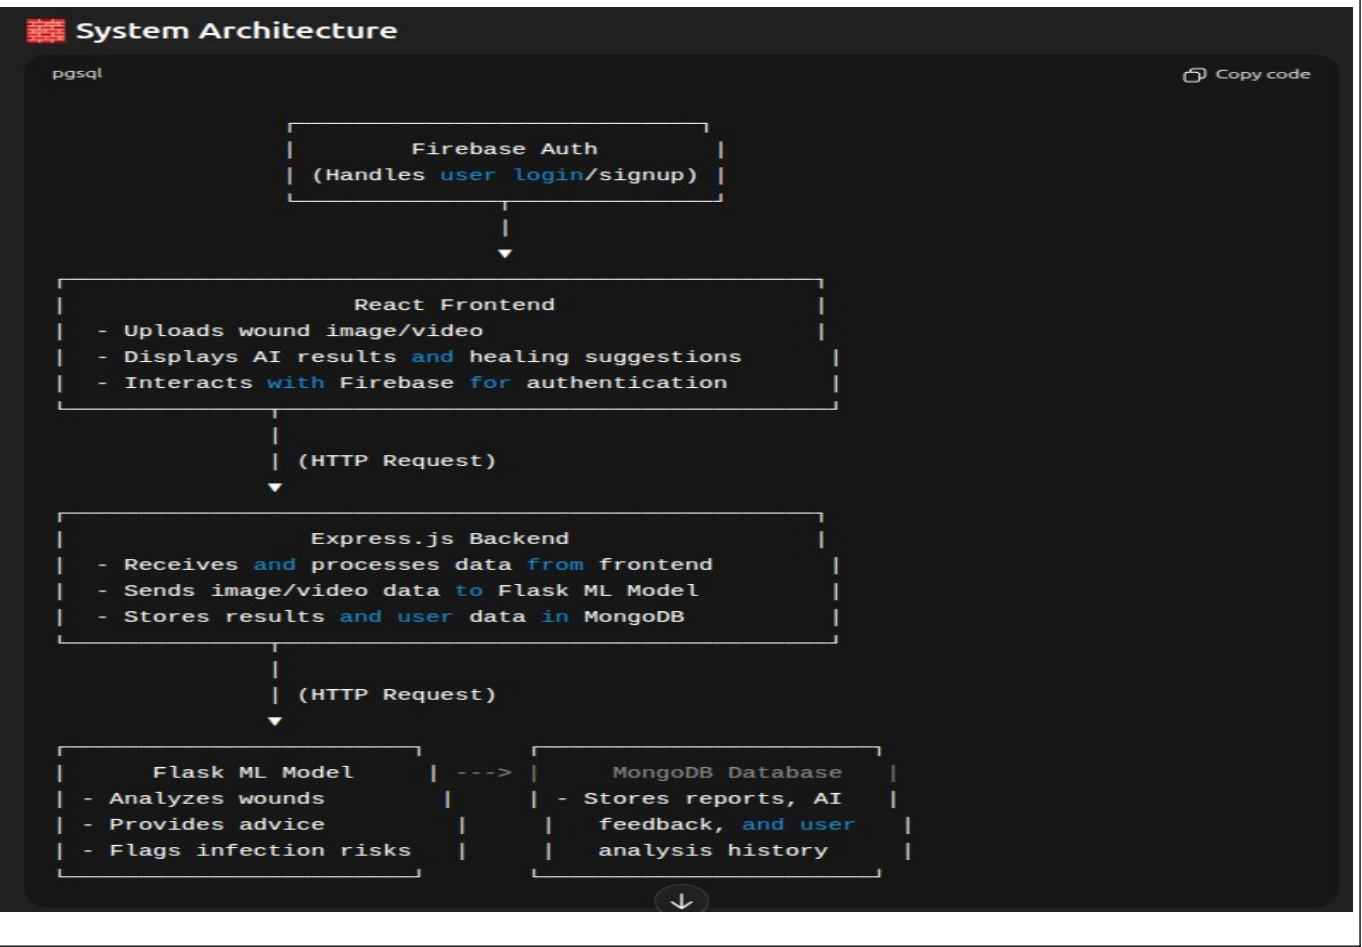 🧱 System Architecture
pgsql
Copy code
Firebase Auth
(Handles user login/signup)
React Frontend
- Uploads wound image/video
- Displays AI results and healing suggestions
- Interacts with Firebase for authentication
(HTTP Request)
Express.js Backend
- Receives and processes data from frontend
- Sends image/video data to Flask ML Model
- Stores results and user data in MongoDB
(HTTP Request)
Flask ML Model ---> MongoDB Database
- Analyzes wounds - Stores reports, AI
- Provides advice feedback, and user
- Flags infection risks analysis history